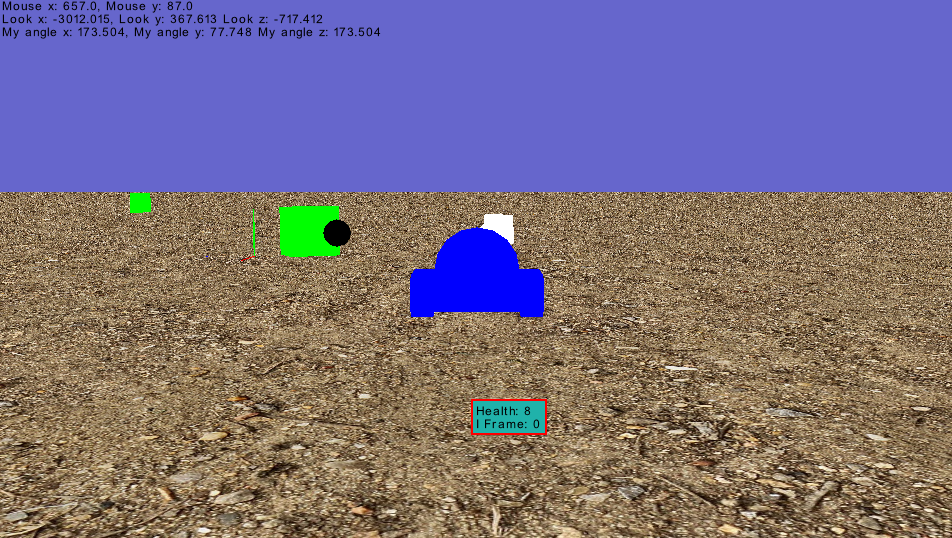 Mouse x: 657.0, Mouse y: 87.0
Look x: -3012.015, Look y: 367.613 Look z: -717.412
My angle x: 173.504, My angle y: 77.748 My angle z: 173.504
Health: 8
I Frame: 0